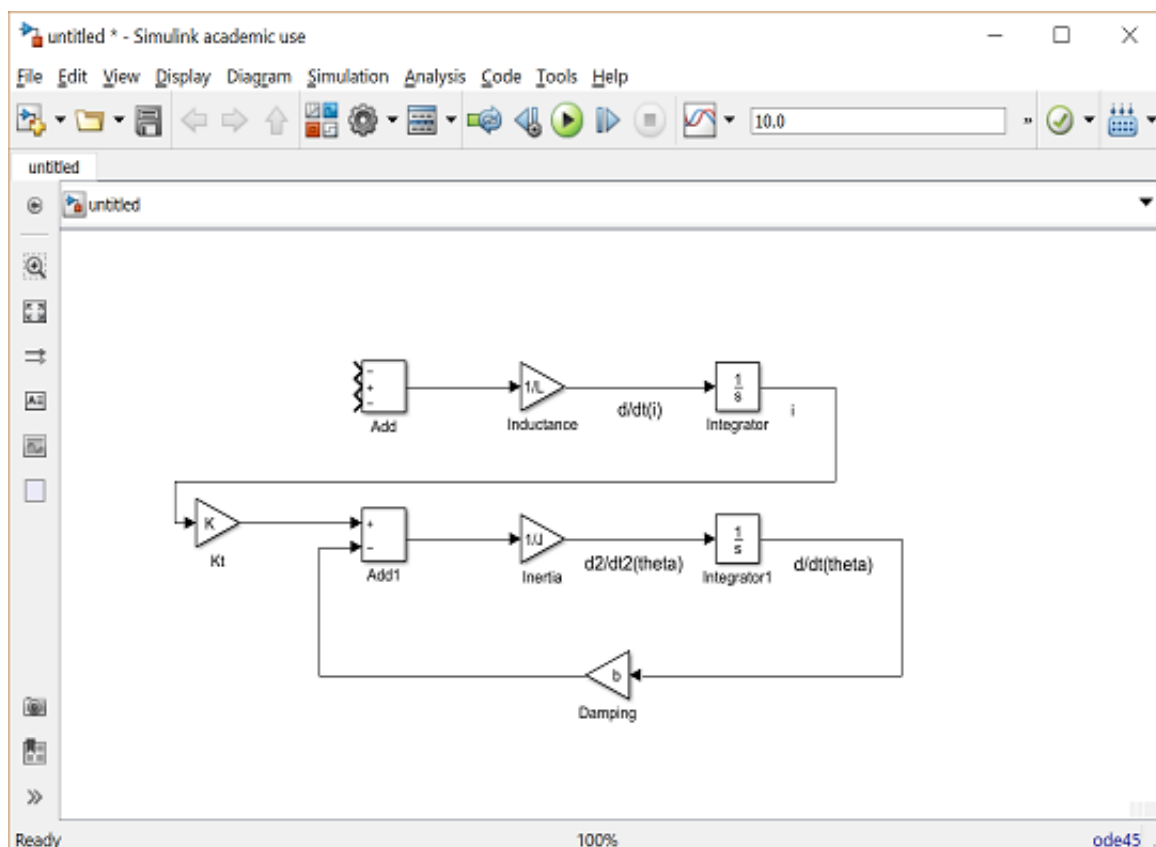 untitled * - Simulink academic use
File Edit View Display Diagram Simulation Analysis Code Tools Help
10.0 »
untitled
untitled
− + −
Add
1/L
Inductance
d/dt(i)
1/s
Integrator
i
K
Kt
+ −
Add1
1/J
Inertia
d2/dt2(theta)
1/s
Integrator1
d/dt(theta)
b
Damping
Ready 100% ode45